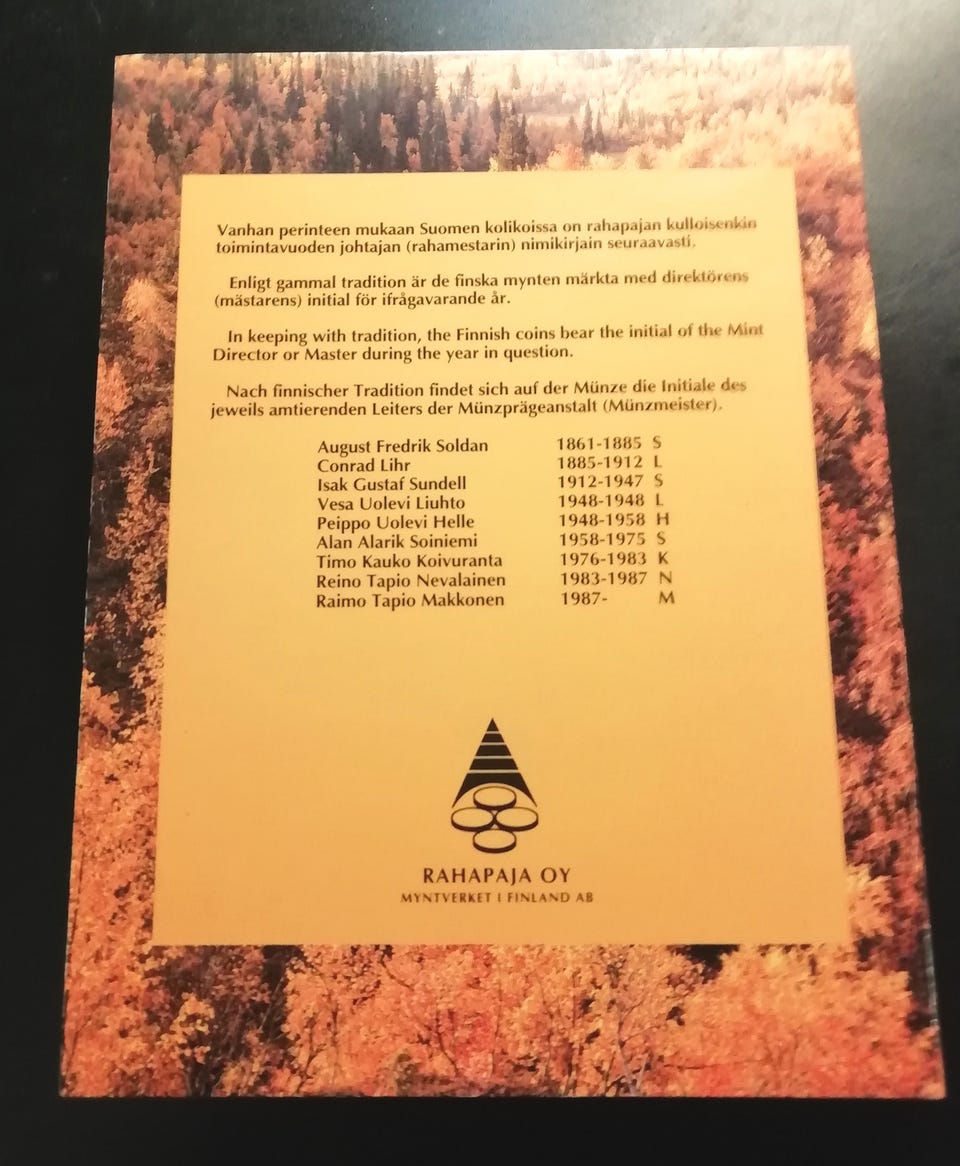 Vanhan perinteen mukaan Suomen kolikoissa on rahapajan kulloisenkin
toimintavuoden johtajan (rahamestarin) nimikirjain seuraavasti.
Enligt gammal tradition är de finska mynten märkta med direktörens
(mästarens) initial för ifrågavarande år.
In keeping with tradition, the Finnish coins bear the initial of the Mint
Director or Master during the year in question.
Nach finnischer Tradition findet sich auf der Münze die Initiale des
jeweils amtierenden Leiters der Münzprägeanstalt (Münzmeister).
August Fredrik Soldan 1861-1885 S
Conrad Lihr 1885-1912 L
Isak Gustaf Sundell 1912-1947 S
Vesa Uolevi Liuhto 1948-1948 L
Peippo Uolevi Helle 1948-1958 H
Alan Alarik Soiniemi 1958-1975 S
Timo Kauko Koivuranta 1976-1983 K
Reino Tapio Nevalainen 1983-1987 N
Raimo Tapio Makkonen 1987- M
RAHAPAJA OY
MYNTVERKET I FINLAND AB